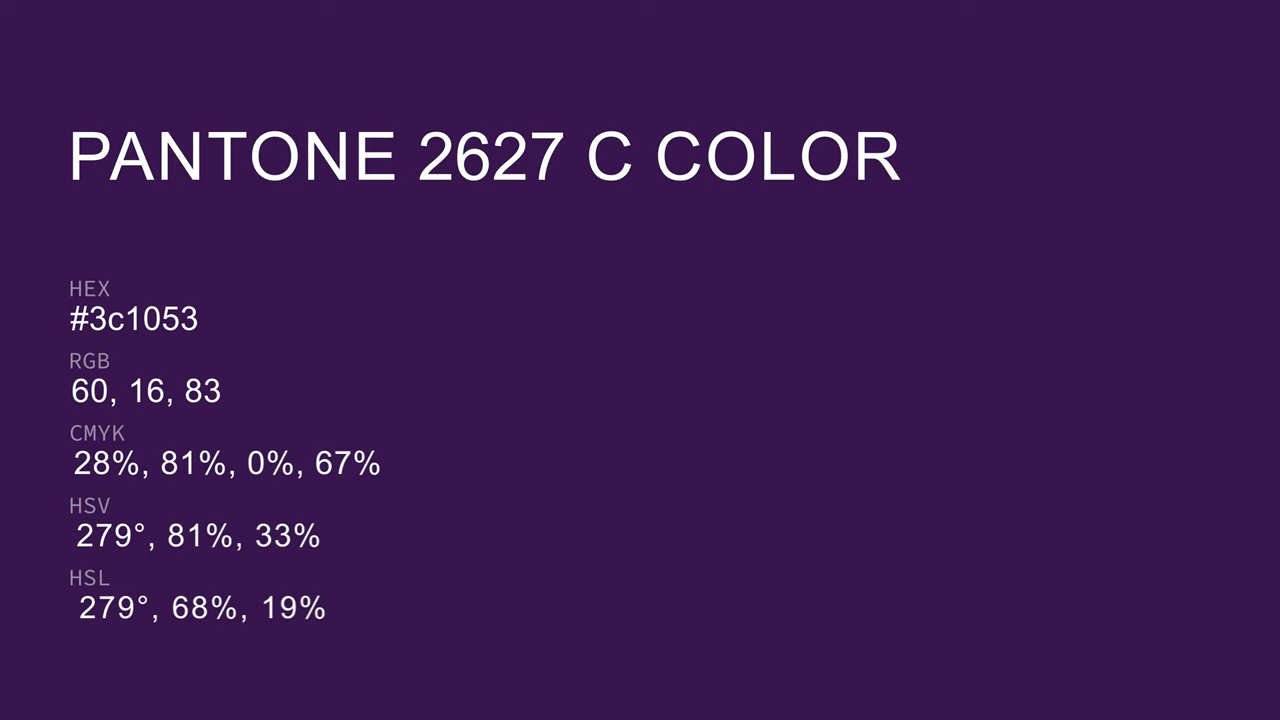 PANTONE 2627 C COLOR
HEX
#3c1053
RGB
60, 16, 83
CMYK
28%, 81%, 0%, 67%
HSV
279°, 81%, 33%
HSL
279°, 68%, 19%